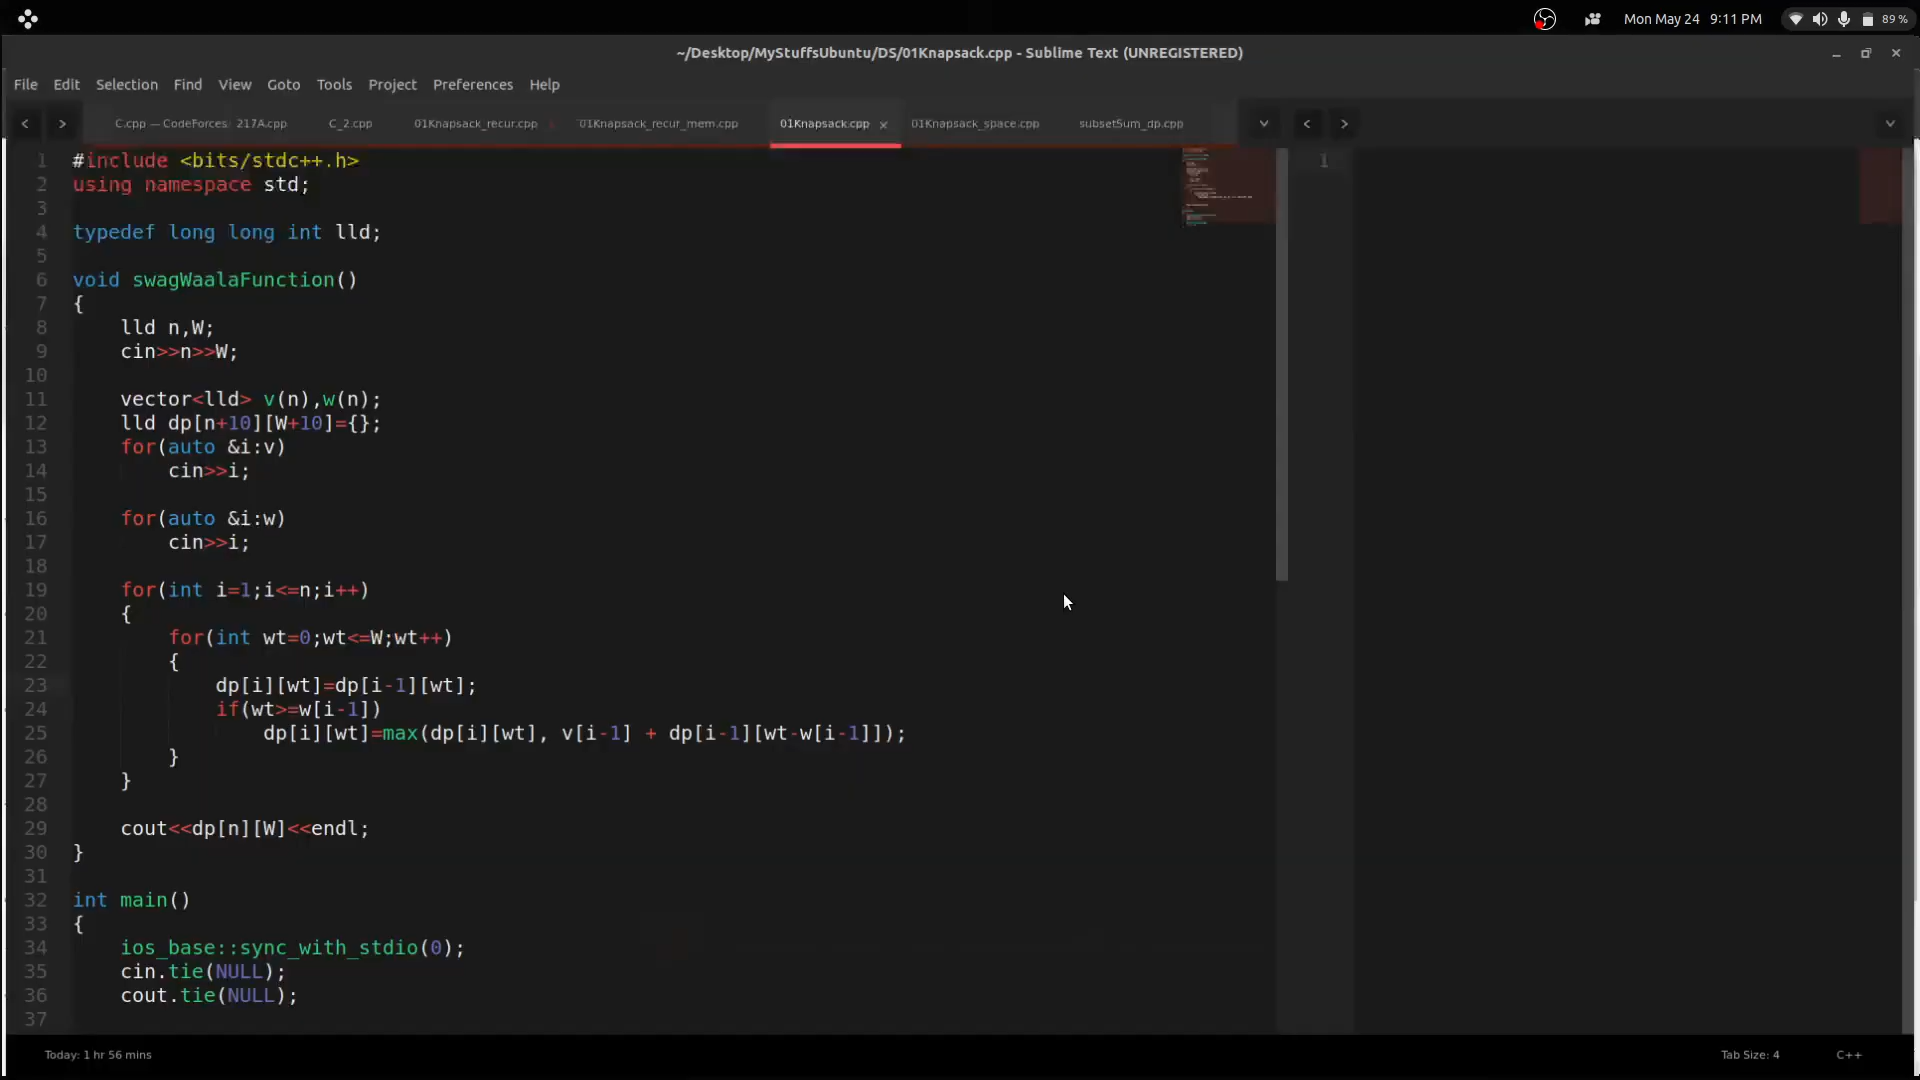 Mon May 24 9:11 PM
89 %
~/Desktop/MyStuffsUbuntu/DS/01Knapsack.cpp - Sublime Text (UNREGISTERED)
File Edit Selection Find View Goto Tools Project Preferences Help
C.cpp — CodeForces 217A.cpp C_2.cpp 01Knapsack_recur.cpp 01Knapsack_recur_mem.cpp 01Knapsack.cpp 01Knapsack_space.cpp subsetSum_dp.cpp
1 #include <bits/stdc++.h>
2 using namespace std;
3
4 typedef long long int lld;
5
6 void swagWaalaFunction()
7 {
8     lld n,W;
9     cin>>n>>W;
10
11     vector<lld> v(n),w(n);
12     lld dp[n+10][W+10]={};
13     for(auto &i:v)
14         cin>>i;
15
16     for(auto &i:w)
17         cin>>i;
18
19     for(int i=1;i<=n;i++)
20     {
21         for(int wt=0;wt<=W;wt++)
22         {
23             dp[i][wt]=dp[i-1][wt];
24             if(wt>=w[i-1])
25                 dp[i][wt]=max(dp[i][wt], v[i-1] + dp[i-1][wt-w[i-1]]);
26         }
27     }
28
29     cout<<dp[n][W]<<endl;
30 }
31
32 int main()
33 {
34     ios_base::sync_with_stdio(0);
35     cin.tie(NULL);
36     cout.tie(NULL);
37
1
Today: 1 hr 56 mins
Tab Size: 4
C++